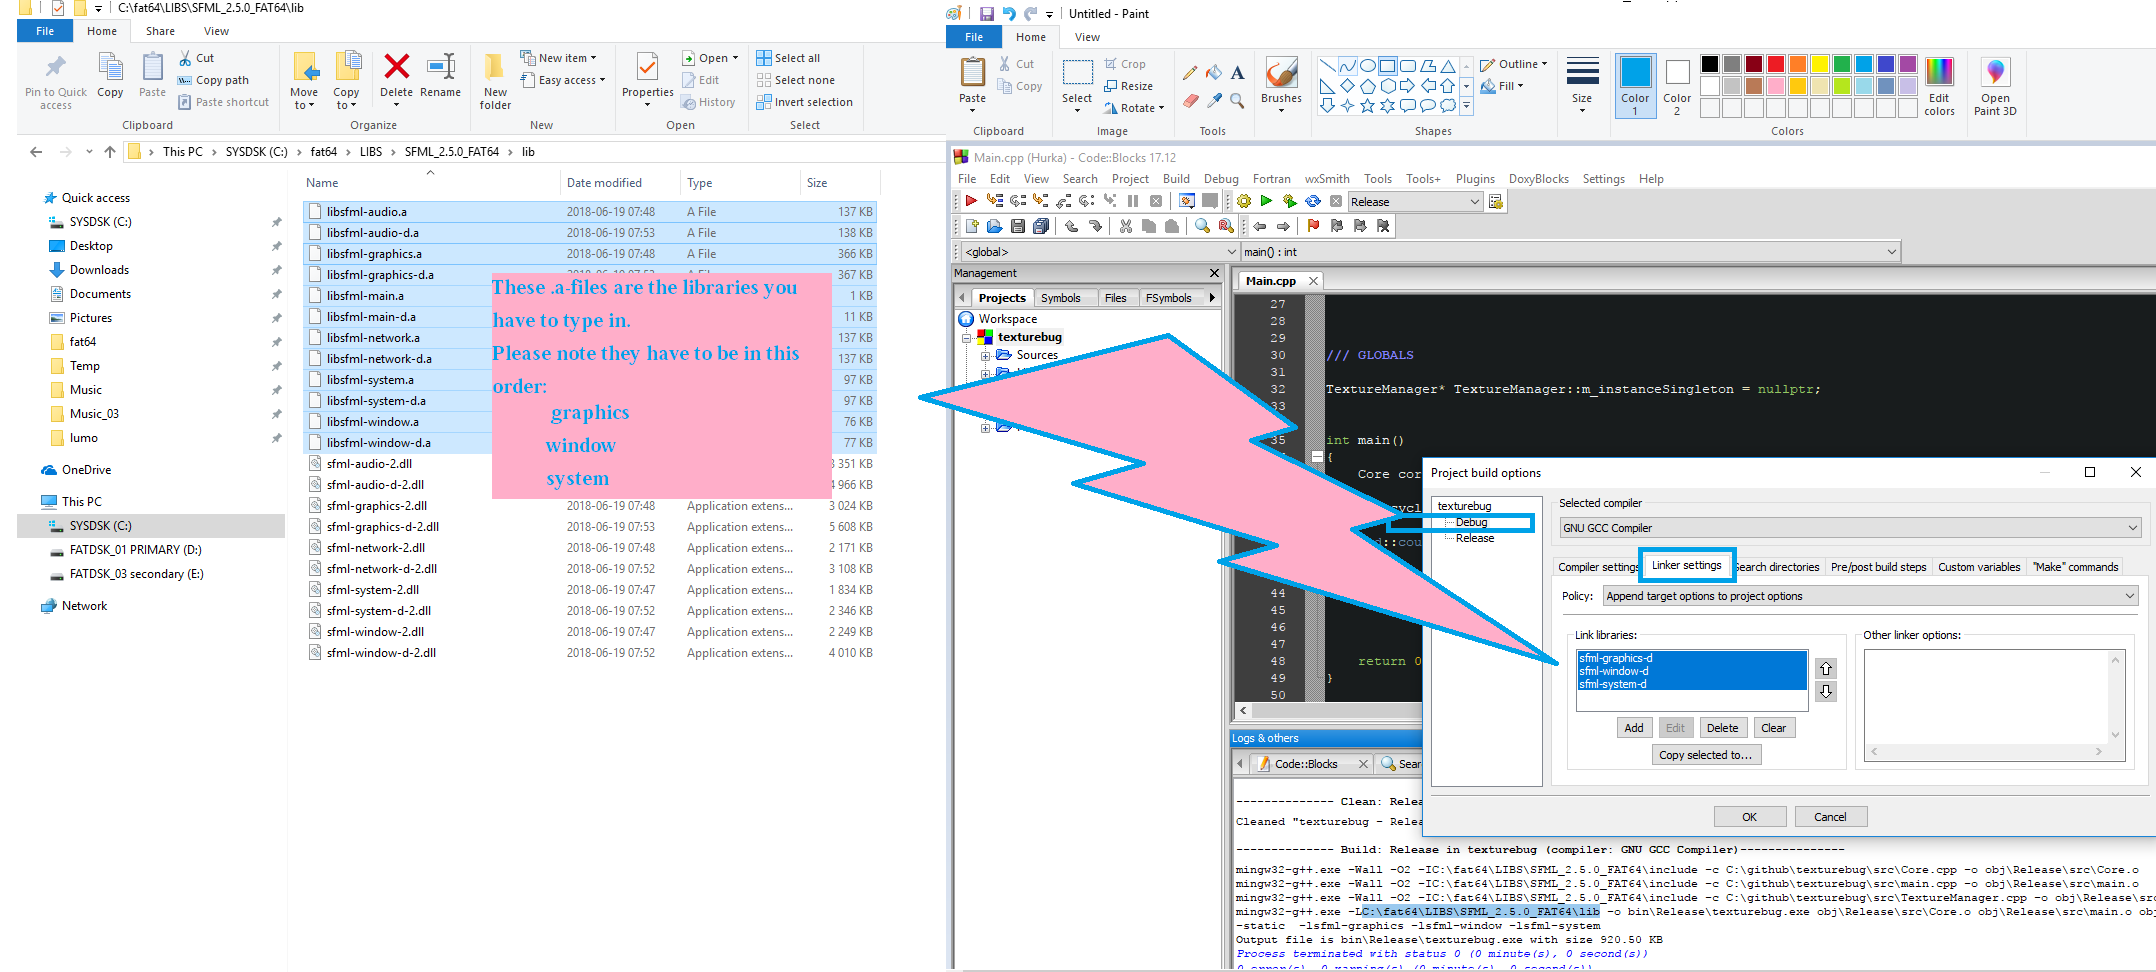 C:\fat64\LIBS\SFML_2.5.0_FAT64\lib
File Home Share View
Pin to Quick access
Copy
Paste
Cut
Copy path
Paste shortcut
Clipboard
Move to
Copy to
Delete
Rename
Organize
New folder
New item
Easy access
New
Properties
Open
Edit
History
Open
Select all
Select none
Invert selection
Select
This PC > SYSDSK (C:) > fat64 > LIBS > SFML_2.5.0_FAT64 > lib
Quick access
SYSDSK (C:)
Desktop
Downloads
Documents
Pictures
fat64
Temp
Music
Music_03
lumo
OneDrive
This PC
SYSDSK (C:)
FATDSK_01 PRIMARY (D:)
FATDSK_03 secondary (E:)
Network
Name Date modified Type Size
libsfml-audio.a 2018-06-19 07:48 A File 137 KB
libsfml-audio-d.a 2018-06-19 07:53 A File 138 KB
libsfml-graphics.a 2018-06-19 07:48 A File 366 KB
libsfml-graphics-d.a 367 KB
libsfml-main.a 1 KB
libsfml-main-d.a 11 KB
libsfml-network.a 137 KB
libsfml-network-d.a 137 KB
libsfml-system.a 97 KB
libsfml-system-d.a 97 KB
libsfml-window.a 76 KB
libsfml-window-d.a 77 KB
sfml-audio-2.dll 351 KB
sfml-audio-d-2.dll 966 KB
sfml-graphics-2.dll 2018-06-19 07:48 Application extens... 3 024 KB
sfml-graphics-d-2.dll 2018-06-19 07:53 Application extens... 5 608 KB
sfml-network-2.dll 2018-06-19 07:48 Application extens... 2 171 KB
sfml-network-d-2.dll 2018-06-19 07:52 Application extens... 3 108 KB
sfml-system-2.dll 2018-06-19 07:47 Application extens... 1 834 KB
sfml-system-d-2.dll 2018-06-19 07:52 Application extens... 2 346 KB
sfml-window-2.dll 2018-06-19 07:47 Application extens... 2 249 KB
sfml-window-d-2.dll 2018-06-19 07:52 Application extens... 4 010 KB
These .a-files are the libraries you
have to type in.
Please note they have to be in this
order:
graphics
window
system
Untitled - Paint
File Home View
Paste
Cut
Copy
Clipboard
Select
Crop
Resize
Rotate
Image
A
Tools
Brushes
Outline
Fill
Shapes
Size
Color 1
Color 2
Edit colors
Colors
Open Paint 3D
Main.cpp (Hurka) - Code::Blocks 17.12
File Edit View Search Project Build Debug Fortran wxSmith Tools Tools+ Plugins DoxyBlocks Settings Help
Release
<global> main() : int
Management
Projects Symbols Files FSymbols
Workspace
texturebug
Sources
Main.cpp
27
28
29
30 /// GLOBALS
31
32 TextureManager* TextureManager::m_instanceSingleton = nullptr;
33
35 int main()
{
Core cor
cycl
d::cou
44
45
46
47
48 return 0
49 }
50
Project build options
texturebug
Debug
Release
Selected compiler
GNU GCC Compiler
Compiler settings Linker settings Search directories Pre/post build steps Custom variables "Make" commands
Policy: Append target options to project options
Link libraries:
sfml-graphics-d
sfml-window-d
sfml-system-d
Add Edit Delete Clear
Copy selected to...
Other linker options:
OK Cancel
Logs & others
Code::Blocks Sear
-------------- Clean: Relea
Cleaned "texturebug - Relea
-------------- Build: Release in texturebug (compiler: GNU GCC Compiler)---------------
mingw32-g++.exe -Wall -O2 -IC:\fat64\LIBS\SFML_2.5.0_FAT64\include -c C:\github\texturebug\src\Core.cpp -o obj\Release\src\Core.o
mingw32-g++.exe -Wall -O2 -IC:\fat64\LIBS\SFML_2.5.0_FAT64\include -c C:\github\texturebug\src\main.cpp -o obj\Release\src\main.o
mingw32-g++.exe -Wall -O2 -IC:\fat64\LIBS\SFML_2.5.0_FAT64\include -c C:\github\texturebug\src\TextureManager.cpp -o obj\Release\src
mingw32-g++.exe -LC:\fat64\LIBS\SFML_2.5.0_FAT64\lib -o bin\Release\texturebug.exe obj\Release\src\Core.o obj\Release\src\main.o obj
-static -lsfml-graphics -lsfml-window -lsfml-system
Output file is bin\Release\texturebug.exe with size 920.50 KB
Process terminated with status 0 (0 minute(s), 0 second(s))
0 error(s), 0 warning(s) (0 minute(s), 0 second(s))